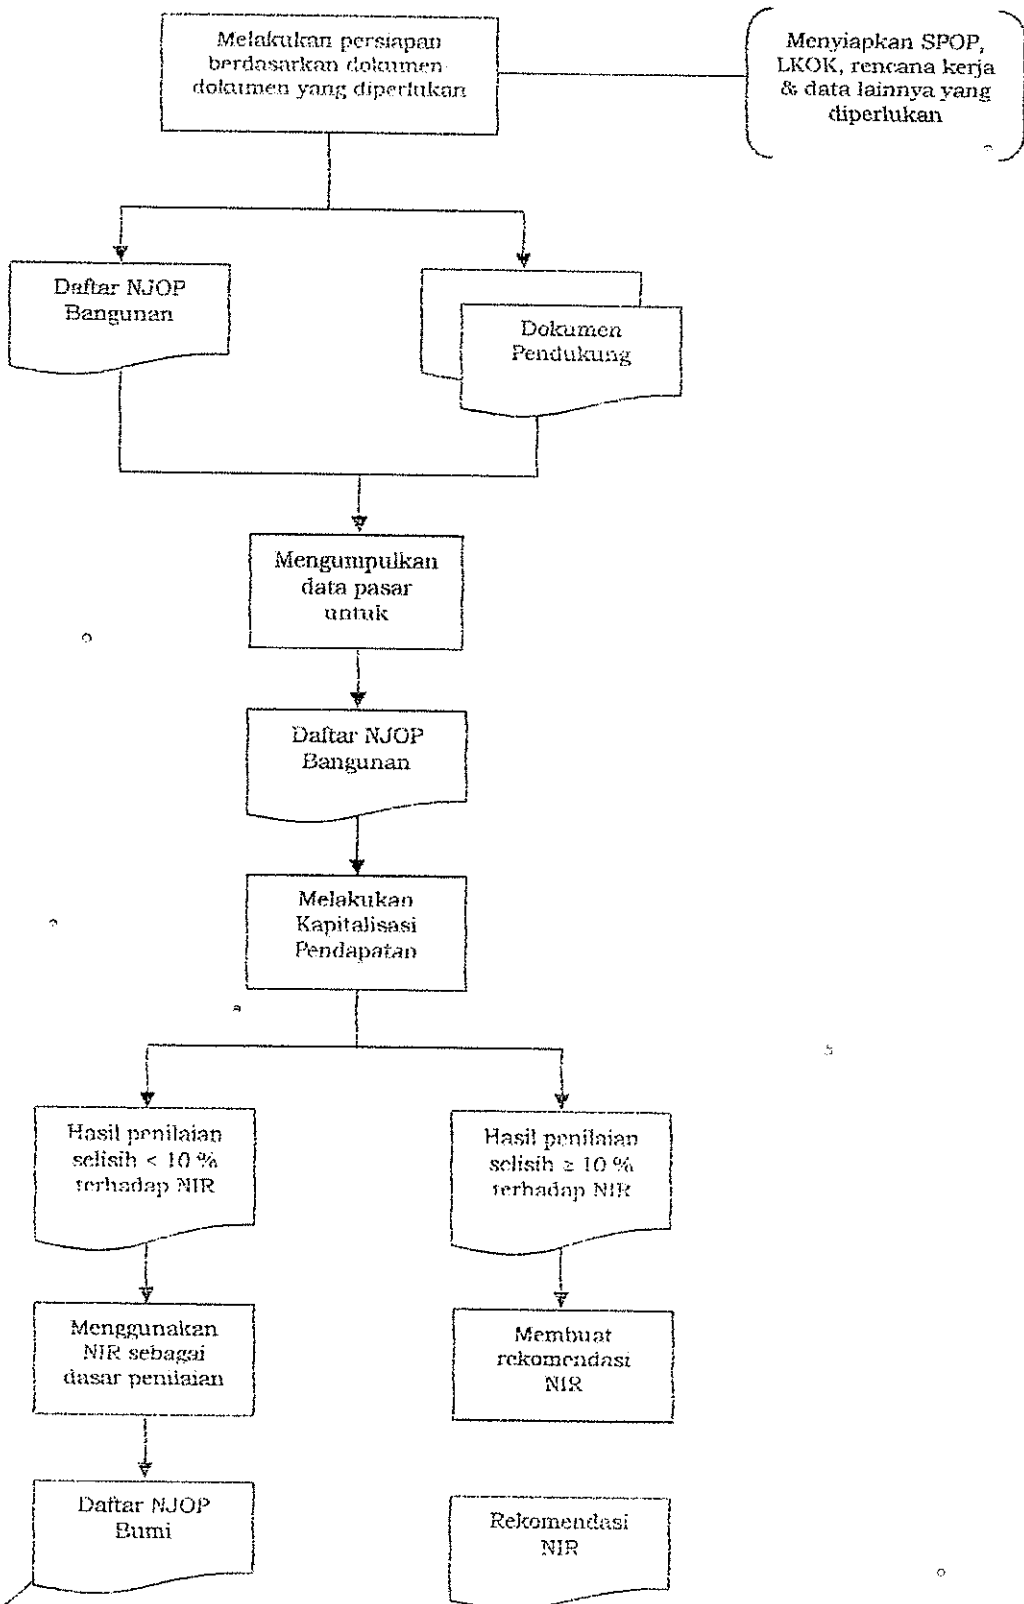 Melakukan persiapan
berdasarkan dokumen-
dokumen yang diperlukan
Menyiapkan SPOP,
LKOK, rencana kerja
& data lainnya yang
diperlukan
Daftar NJOP
Bangunan
Dokumen
Pendukung
Mengumpulkan
data pasar
untuk
Daftar NJOP
Bangunan
Melakukan
Kapitalisasi
Pendapatan
Hasil penilaian
selisih < 10 %
terhadap NIR
Hasil penilaian
selisih ≥ 10 %
terhadap NIR
Menggunakan
NIR sebagai
dasar penilaian
Membuat
rekomendasi
NIR
Daftar NJOP
Bumi
Rekomendasi
NIR